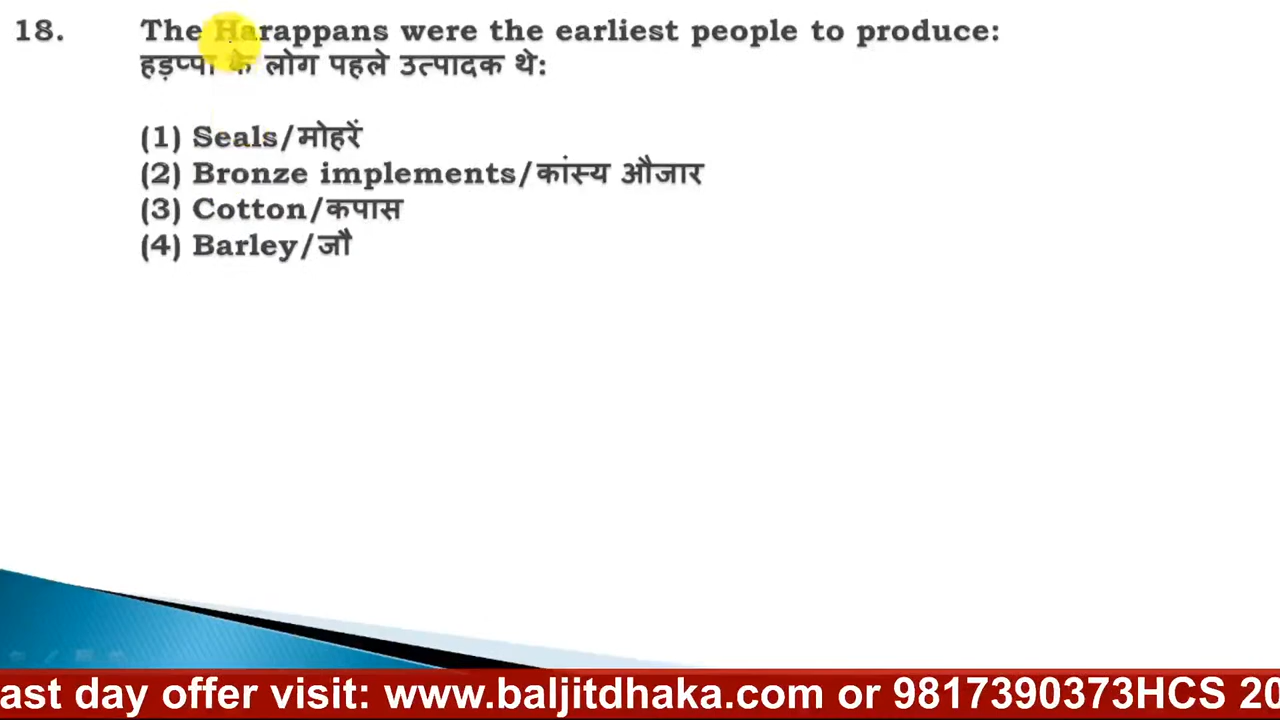 18. The Harappans were the earliest people to produce:
हड़प्पा के लोग पहले उत्पादक थे:
(1) Seals/मोहरें
(2) Bronze implements/कांस्य औजार
(3) Cotton/कपास
(4) Barley/जौ
ast day offer visit: www.baljitdhaka.com or 9817390373HCS 20